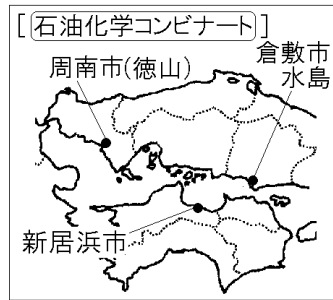 [石油化学コンビナート]
周南市(徳山)
倉敷市
水島
新居浜市